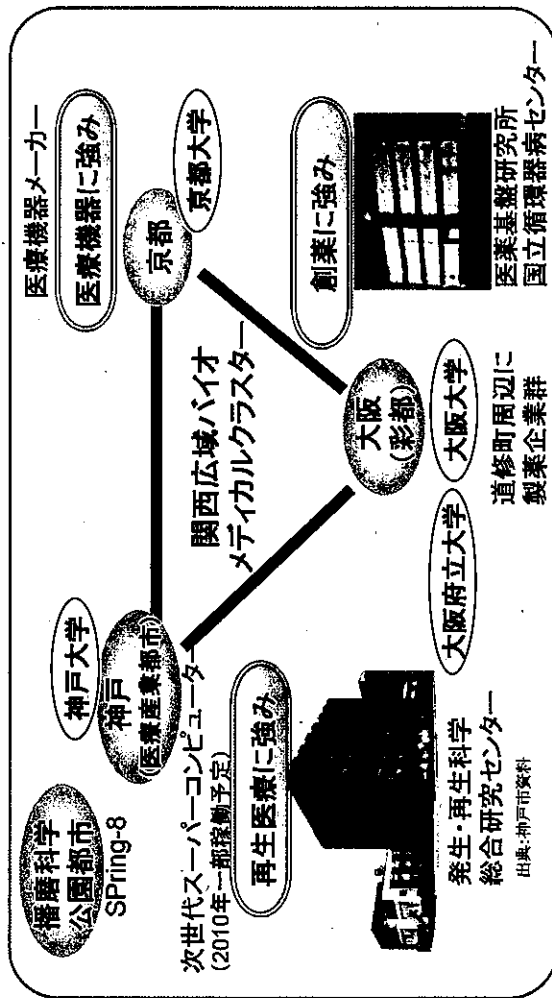 播磨科学
公園都市
SPring-8
神戸大学
神戸
(医療産業都市)
次世代スーパーコンピューター
(2010年一部稼働予定)
再生医療に強み
発生・再生科学
総合研究センター
出典:神戸市資料
関西広域バイオ
メディカルクラスター
医療機器メーカー
医療機器に強み
京都
京都大学
大阪
(彩都)
大阪府立大学
大阪大学
道修町周辺に
製薬企業群
創薬に強み
医薬基盤研究所
国立循環器病センター